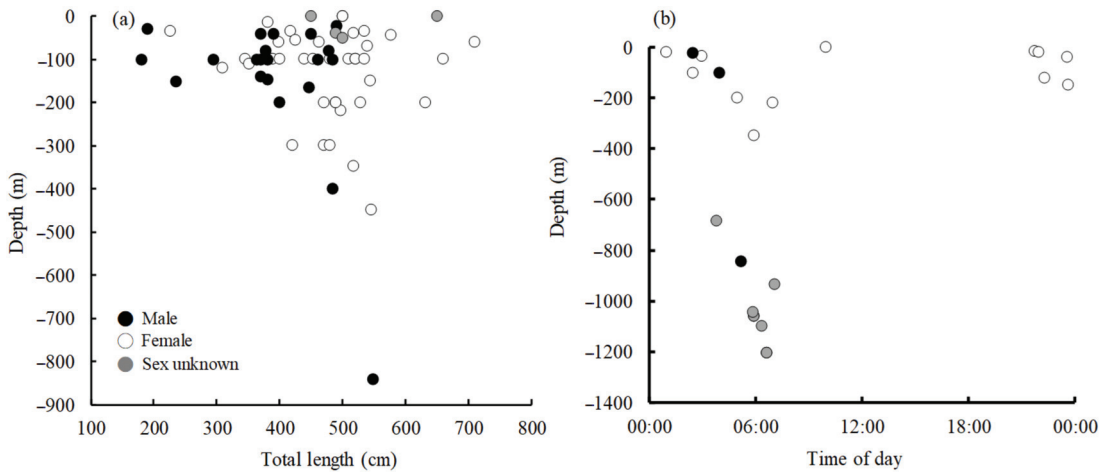 (a)
0
–100
–200
–300
–400
–500
–600
–700
–800
–900
Depth (m)
Male
Female
Sex unknown
100 200 300 400 500 600 700 800
Total length (cm)
(b)
0
–200
–400
–600
–800
–1000
–1200
–1400
Depth (m)
00:00 06:00 12:00 18:00 00:00
Time of day